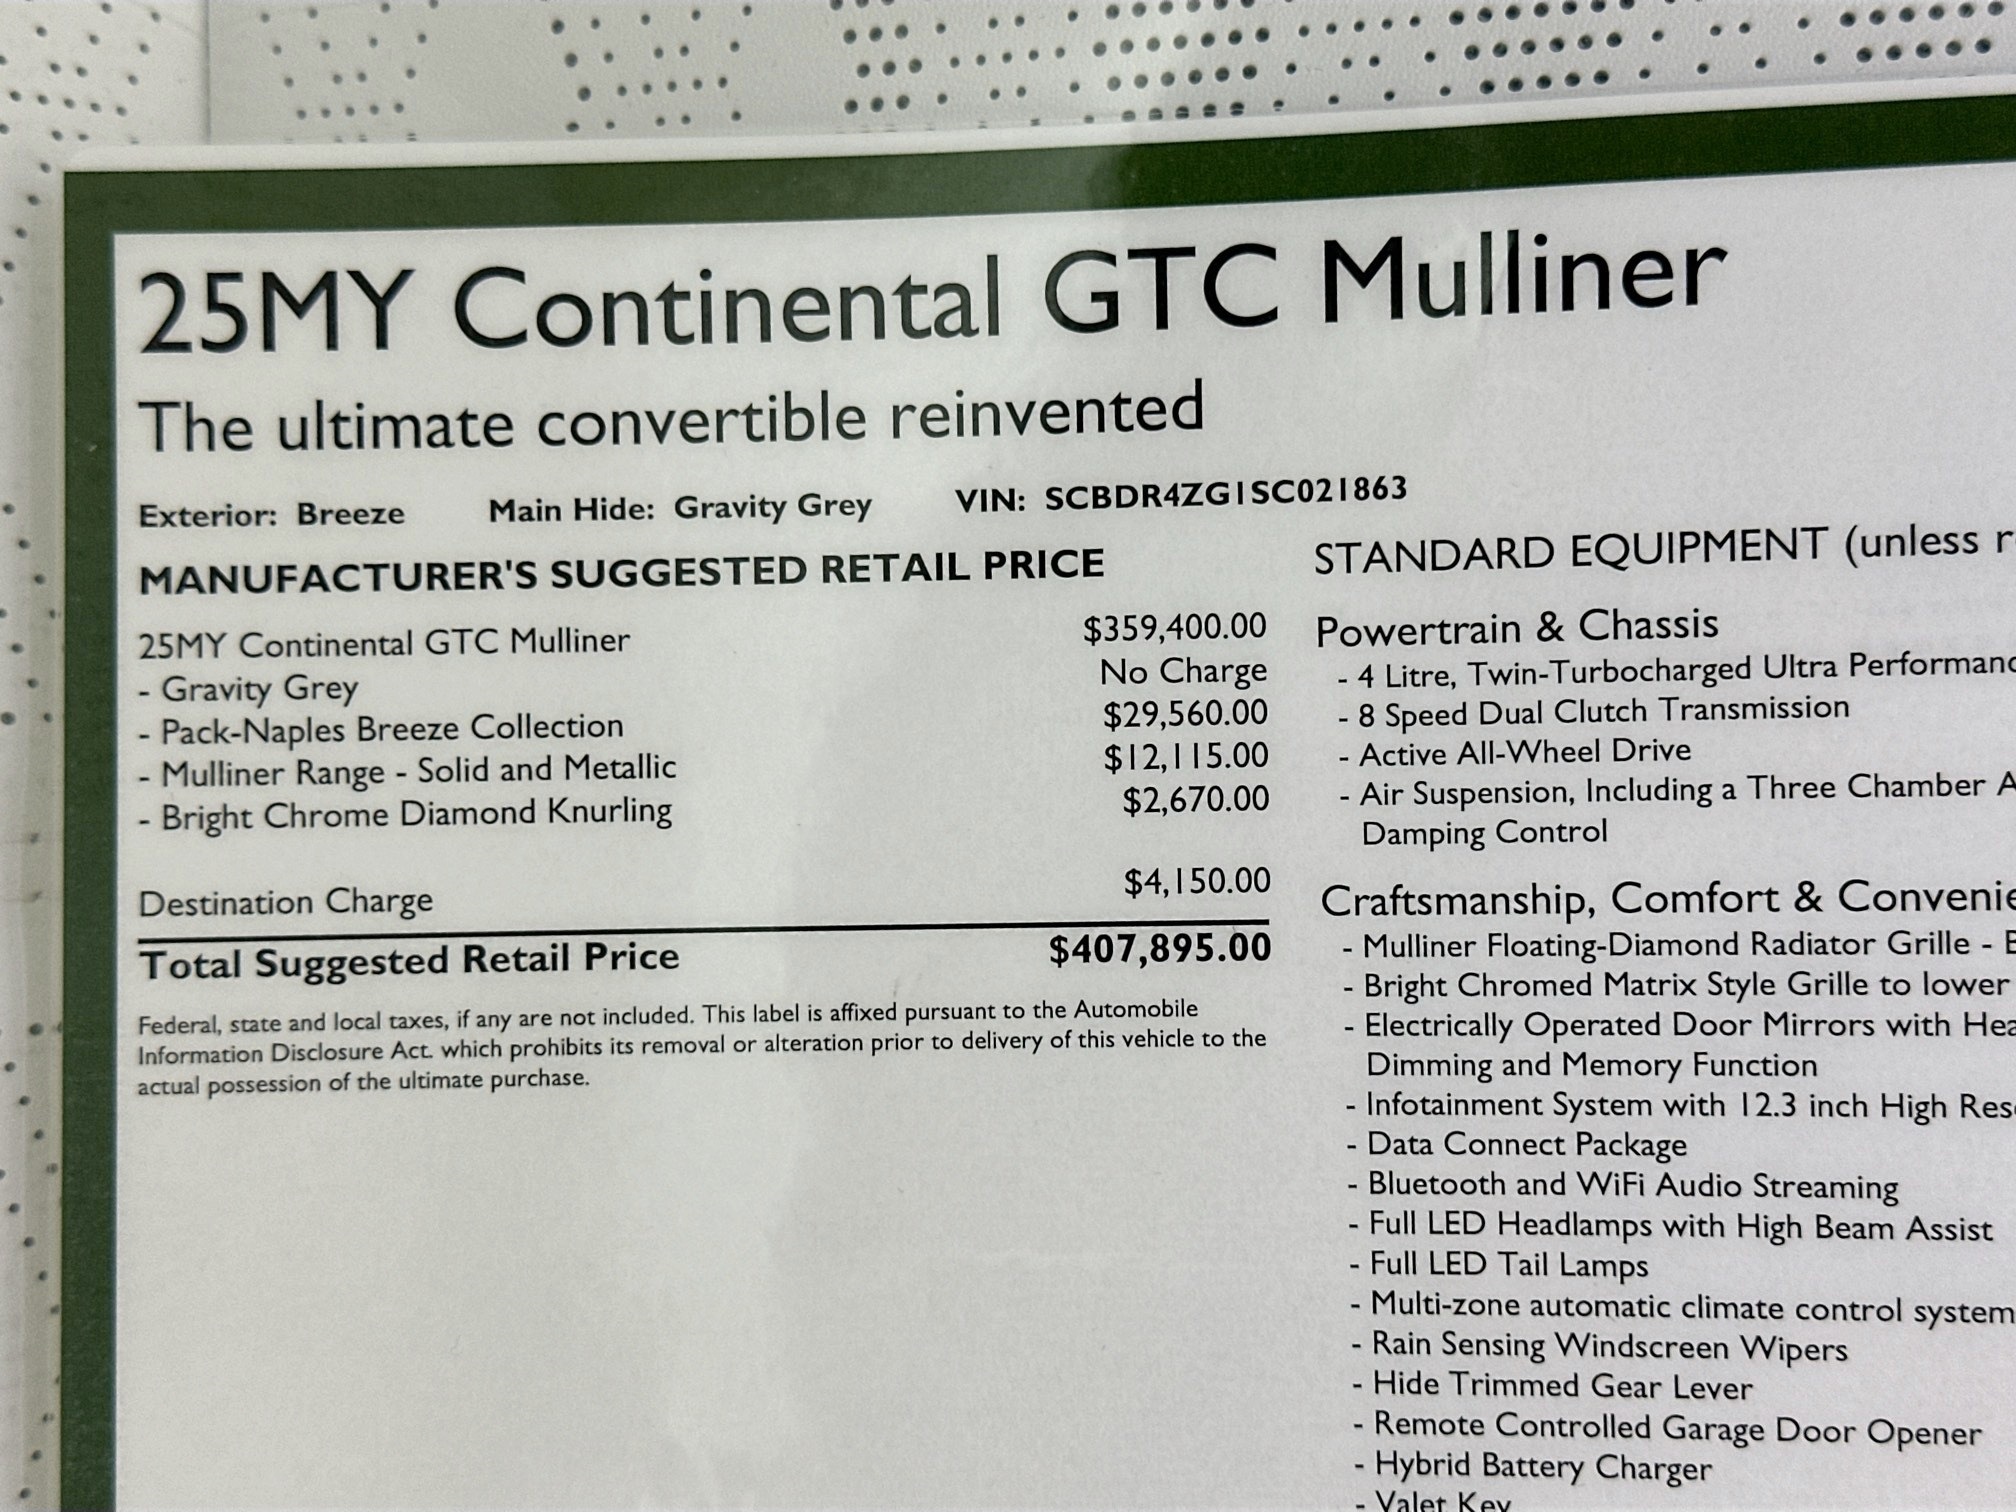 25MY Continental GTC Mulliner
The ultimate convertible reinvented
Exterior: Breeze Main Hide: Gravity Grey VIN: SCBDR4ZG1SC021863
MANUFACTURER'S SUGGESTED RETAIL PRICE
25MY Continental GTC Mulliner $359,400.00
- Gravity Grey No Charge
- Pack-Naples Breeze Collection $29,560.00
- Mulliner Range - Solid and Metallic $12,115.00
- Bright Chrome Diamond Knurling $2,670.00
Destination Charge $4,150.00
Total Suggested Retail Price $407,895.00
Federal, state and local taxes, if any are not included. This label is affixed pursuant to the Automobile
Information Disclosure Act. which prohibits its removal or alteration prior to delivery of this vehicle to the
actual possession of the ultimate purchase.
STANDARD EQUIPMENT (unless
Powertrain & Chassis
- 4 Litre, Twin-Turbocharged Ultra Performanc
- 8 Speed Dual Clutch Transmission
- Active All-Wheel Drive
- Air Suspension, Including a Three Chamber A
Damping Control
Craftsmanship, Comfort & Convenie
- Mulliner Floating-Diamond Radiator Grille -
- Bright Chromed Matrix Style Grille to lower
- Electrically Operated Door Mirrors with Hea
Dimming and Memory Function
- Infotainment System with 12.3 inch High Res
- Data Connect Package
- Bluetooth and WiFi Audio Streaming
- Full LED Headlamps with High Beam Assist
- Full LED Tail Lamps
- Multi-zone automatic climate control system
- Rain Sensing Windscreen Wipers
- Hide Trimmed Gear Lever
- Remote Controlled Garage Door Opener
- Hybrid Battery Charger
- Valet Key